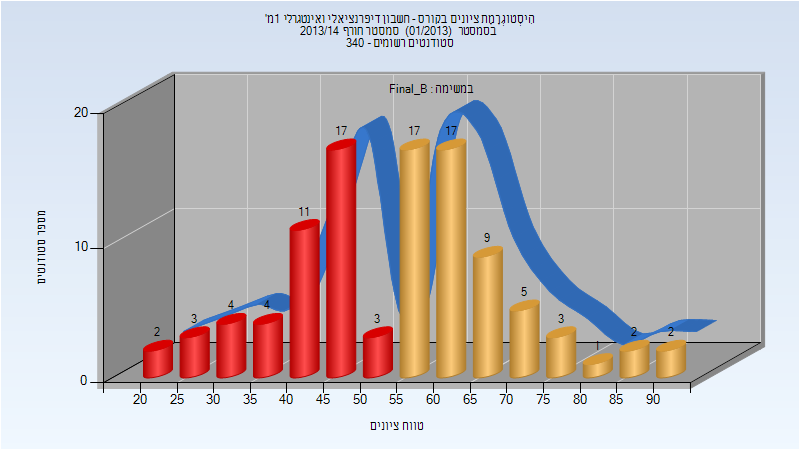 הִיסְטוֹגְרָמַת ציונים בקורס - חשבון דיפרנציאלי ואינטגרלי 1מ'
בסמסטר (01/2013) סמסטר חורף 2013/14
סטודנטים רשומים - 340
במשימה : Final_B
מספר סטודנטים
20
10
0
2
3
4
4
11
17
3
17
17
9
5
3
1
2
2
20 25 30 35 40 45 50 55 60 65 70 75 80 85 90
טווח ציונים